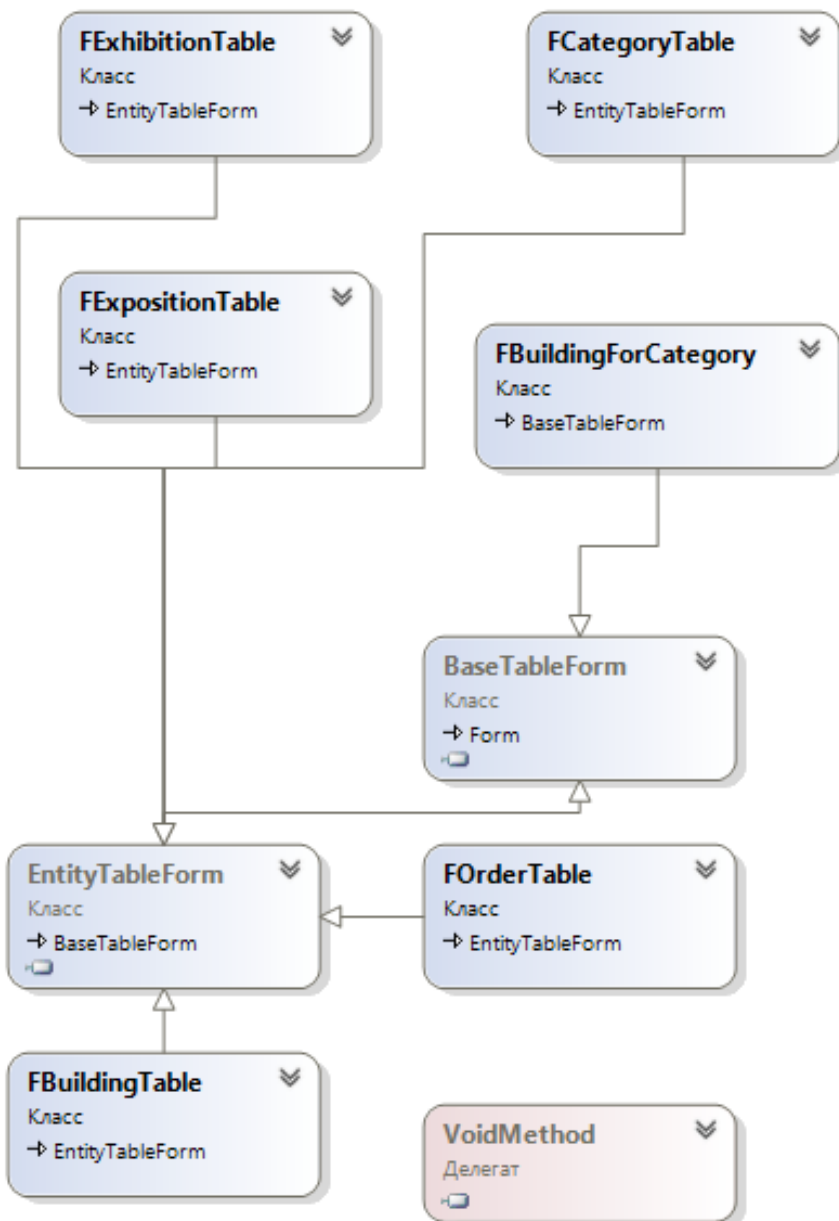 FExhibitionTable
Класс
EntityTableForm
FCategoryTable
Класс
EntityTableForm
FExpositionTable
Класс
EntityTableForm
FBuildingForCategory
Класс
BaseTableForm
BaseTableForm
Класс
Form
EntityTableForm
Класс
BaseTableForm
FOrderTable
Класс
EntityTableForm
FBuildingTable
Класс
EntityTableForm
VoidMethod
Делегат